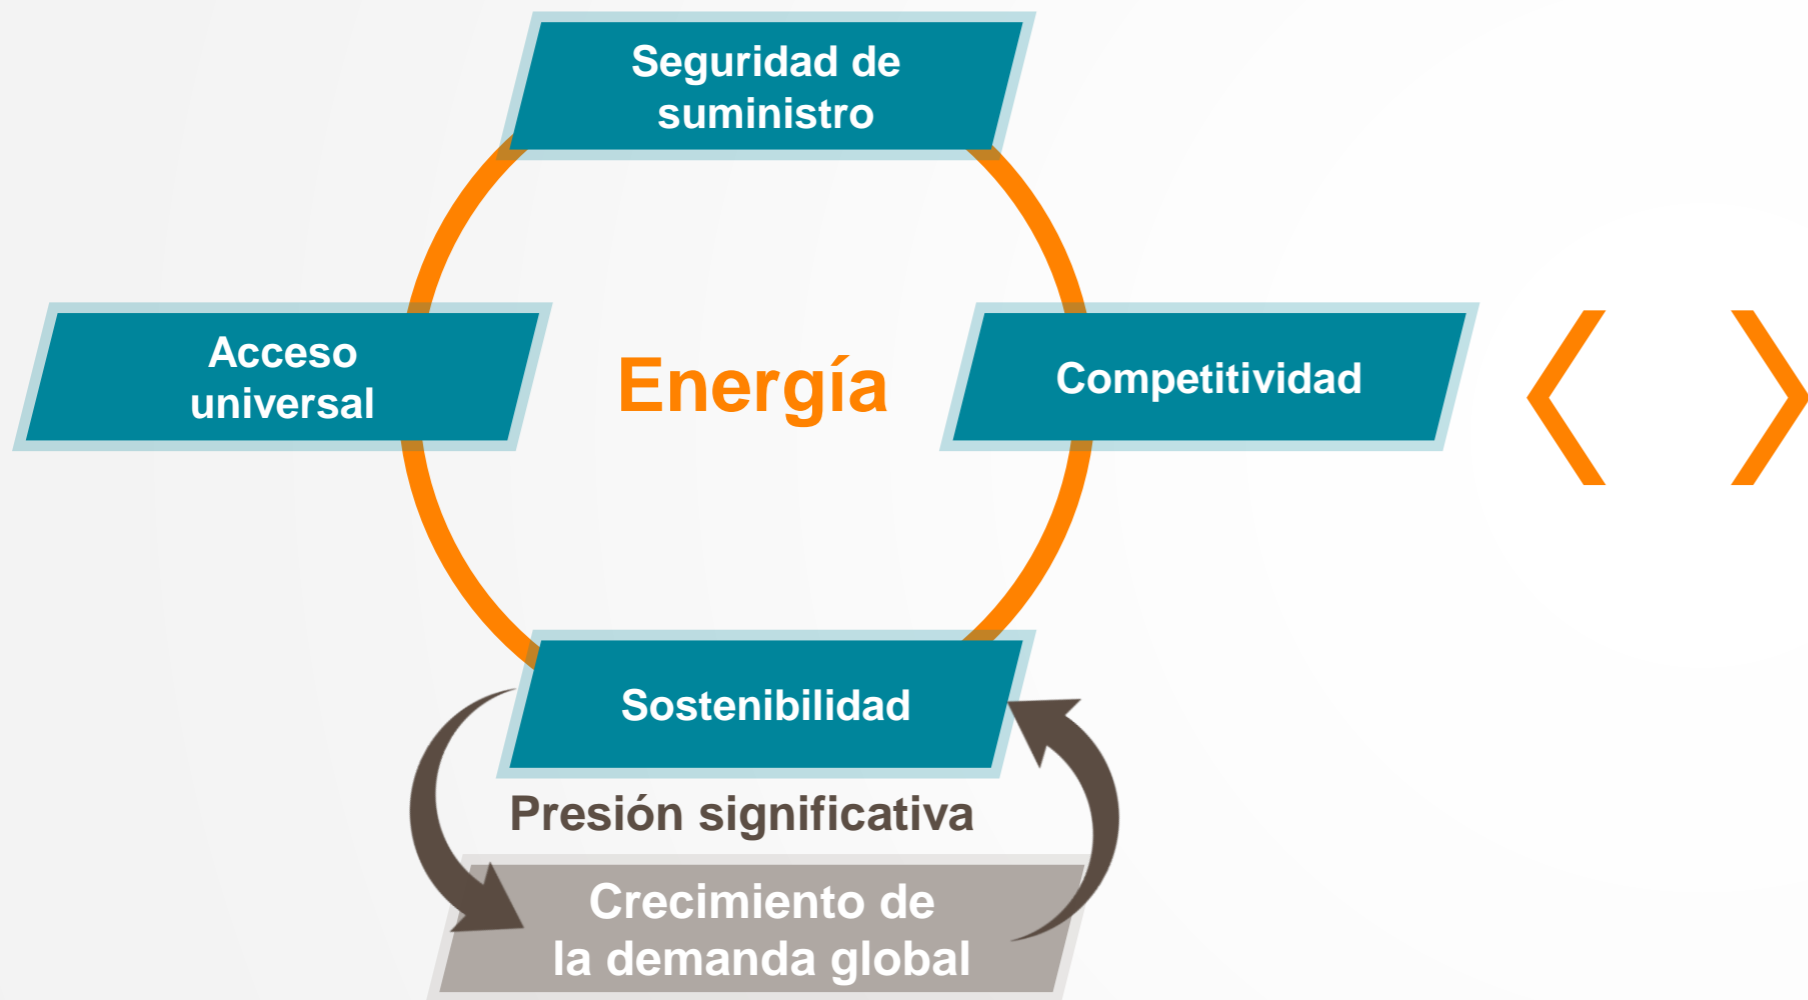 Seguridad de
suministro
Acceso
universal
Energía
Competitividad
Sostenibilidad
Presión significativa
Crecimiento de
la demanda global